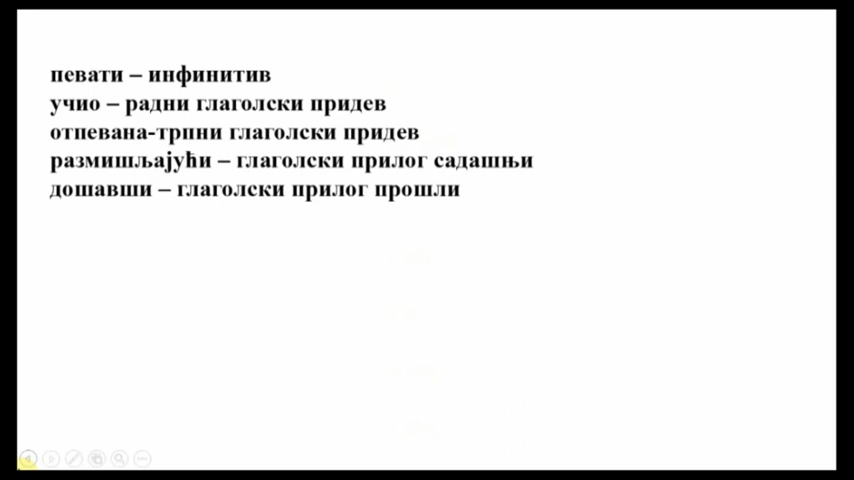 певати – инфинитив
учио – радни глаголски придев
отпевана-трпни глаголски придев
размишљајући – глаголски прилог садашњи
дошавши – глаголски прилог прошли